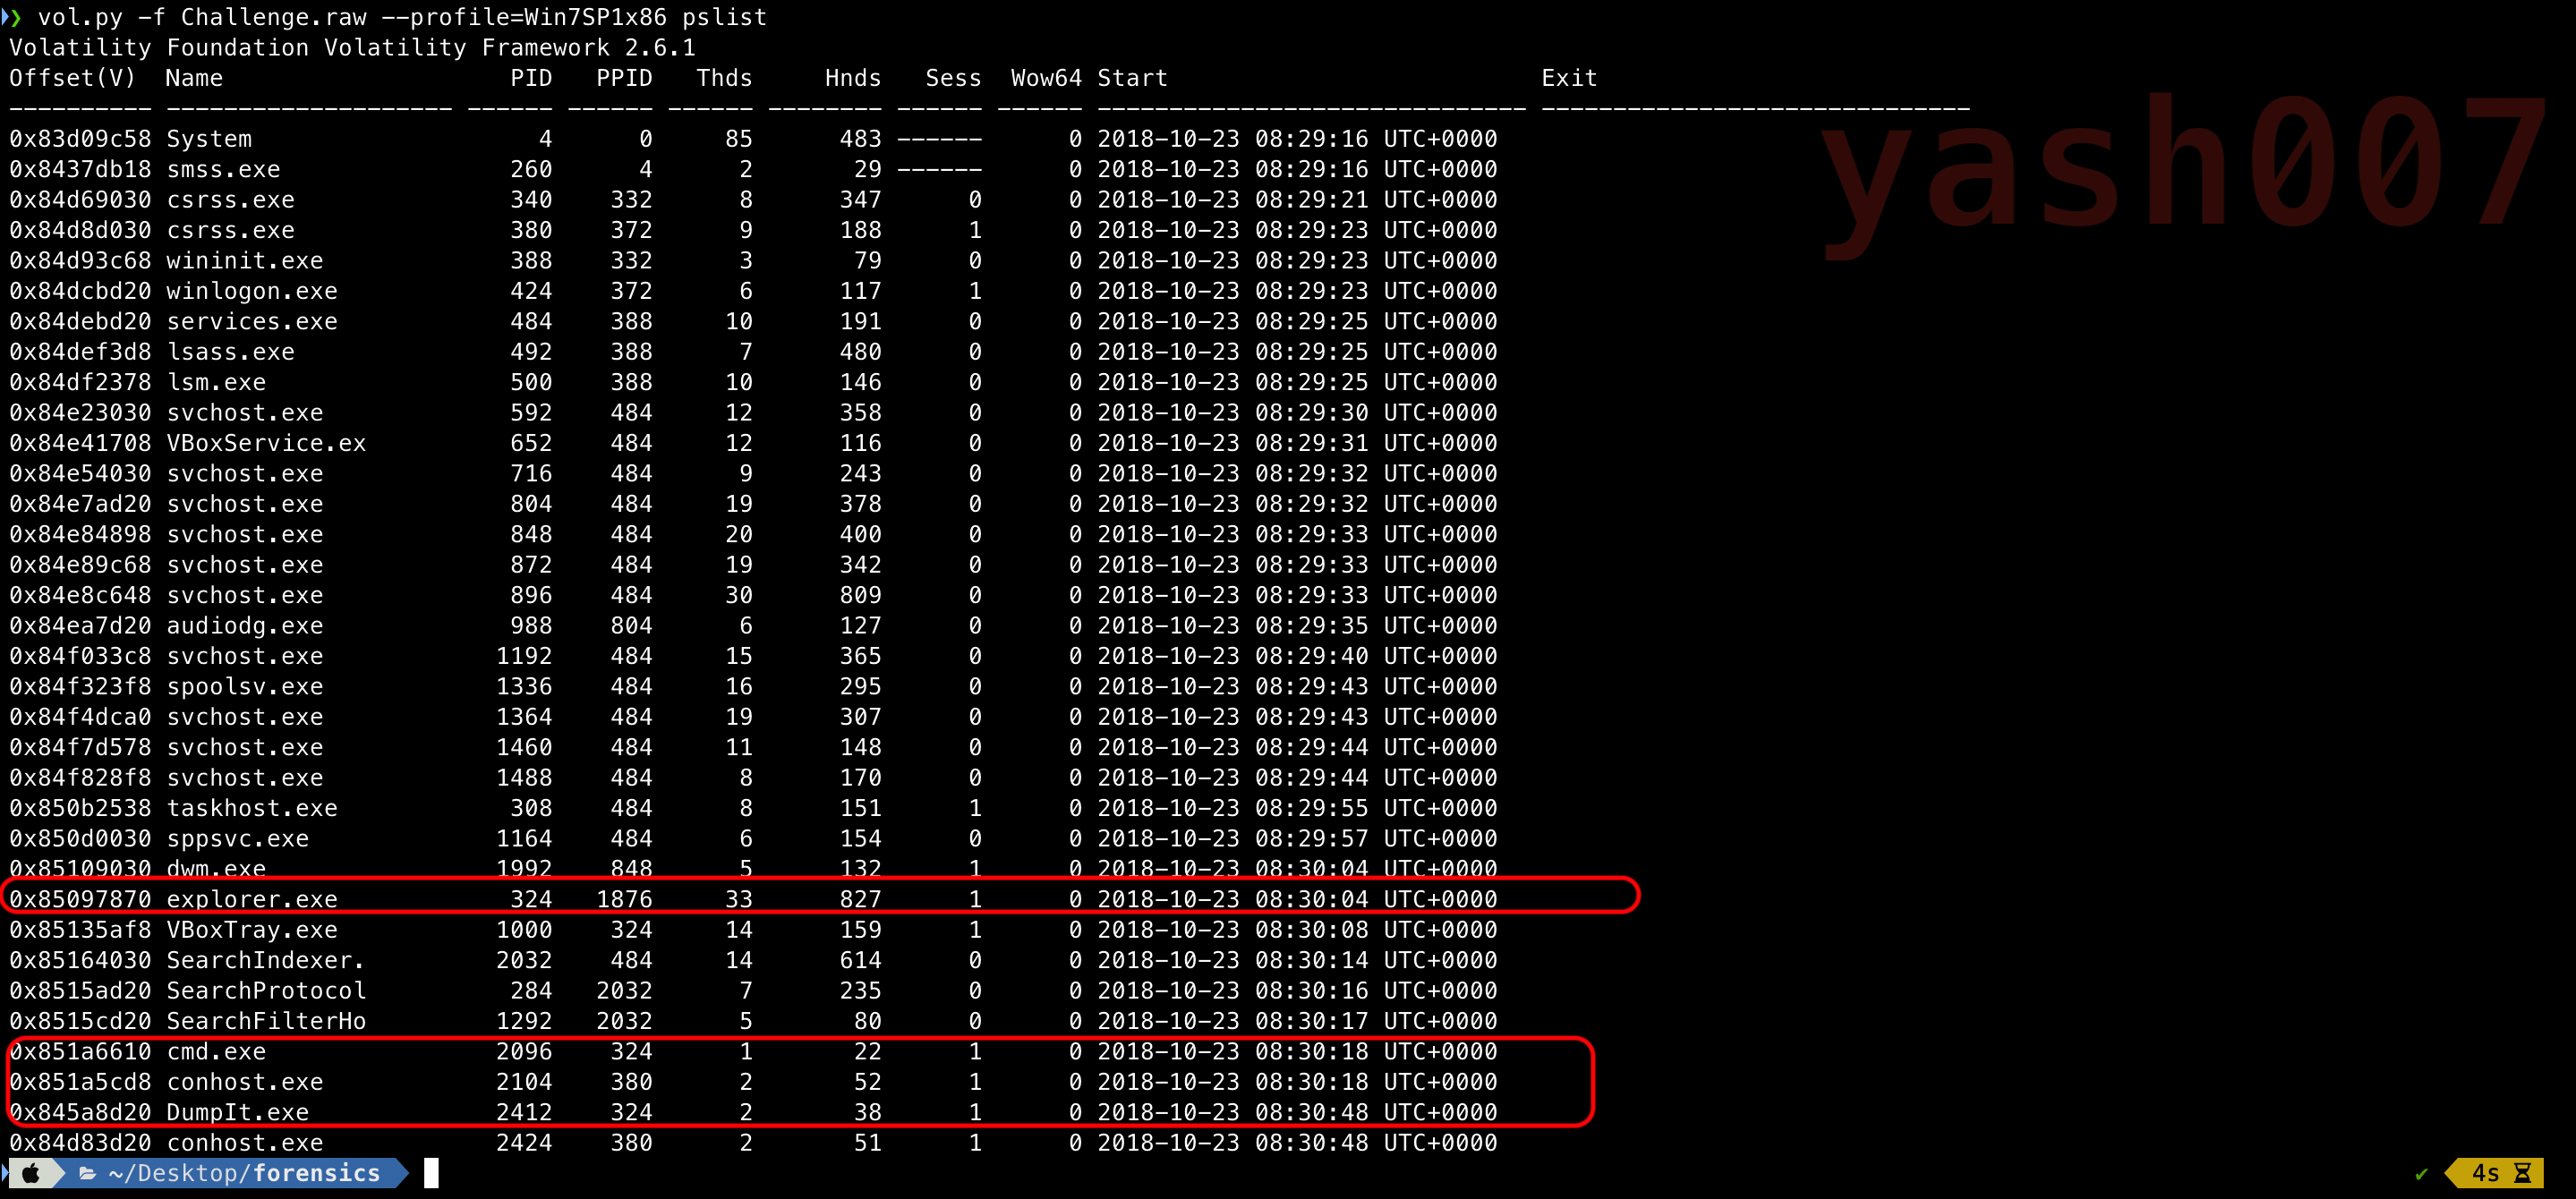 ❯ vol.py -f Challenge.raw --profile=Win7SP1x86 pslist
Volatility Foundation Volatility Framework 2.6.1
Offset(V)  Name                    PID   PPID   Thds     Hnds   Sess  Wow64 Start                          Exit
---------- -------------------- ------ ------ ------ -------- ------ ------ ------------------------------ ------------------------------
0x83d09c58 System                    4      0     85      483 ------      0 2018-10-23 08:29:16 UTC+0000
0x8437db18 smss.exe                260      4      2       29 ------      0 2018-10-23 08:29:16 UTC+0000
0x84d69030 csrss.exe               340    332      8      347      0      0 2018-10-23 08:29:21 UTC+0000
0x84d8d030 csrss.exe               380    372      9      188      1      0 2018-10-23 08:29:23 UTC+0000
0x84d93c68 wininit.exe             388    332      3       79      0      0 2018-10-23 08:29:23 UTC+0000
0x84dcbd20 winlogon.exe            424    372      6      117      1      0 2018-10-23 08:29:23 UTC+0000
0x84debd20 services.exe            484    388     10      191      0      0 2018-10-23 08:29:25 UTC+0000
0x84def3d8 lsass.exe               492    388      7      480      0      0 2018-10-23 08:29:25 UTC+0000
0x84df2378 lsm.exe                 500    388     10      146      0      0 2018-10-23 08:29:25 UTC+0000
0x84e23030 svchost.exe             592    484     12      358      0      0 2018-10-23 08:29:30 UTC+0000
0x84e41708 VBoxService.ex          652    484     12      116      0      0 2018-10-23 08:29:31 UTC+0000
0x84e54030 svchost.exe             716    484      9      243      0      0 2018-10-23 08:29:32 UTC+0000
0x84e7ad20 svchost.exe             804    484     19      378      0      0 2018-10-23 08:29:32 UTC+0000
0x84e84898 svchost.exe             848    484     20      400      0      0 2018-10-23 08:29:33 UTC+0000
0x84e89c68 svchost.exe             872    484     19      342      0      0 2018-10-23 08:29:33 UTC+0000
0x84e8c648 svchost.exe             896    484     30      809      0      0 2018-10-23 08:29:33 UTC+0000
0x84ea7d20 audiodg.exe             988    804      6      127      0      0 2018-10-23 08:29:35 UTC+0000
0x84f033c8 svchost.exe            1192    484     15      365      0      0 2018-10-23 08:29:40 UTC+0000
0x84f323f8 spoolsv.exe            1336    484     16      295      0      0 2018-10-23 08:29:43 UTC+0000
0x84f4dca0 svchost.exe            1364    484     19      307      0      0 2018-10-23 08:29:43 UTC+0000
0x84f7d578 svchost.exe            1460    484     11      148      0      0 2018-10-23 08:29:44 UTC+0000
0x84f828f8 svchost.exe            1488    484      8      170      0      0 2018-10-23 08:29:44 UTC+0000
0x850b2538 taskhost.exe            308    484      8      151      1      0 2018-10-23 08:29:55 UTC+0000
0x850d0030 sppsvc.exe             1164    484      6      154      0      0 2018-10-23 08:29:57 UTC+0000
0x85109030 dwm.exe                1992    848      5      132      1      0 2018-10-23 08:30:04 UTC+0000
0x85097870 explorer.exe            324   1876     33      827      1      0 2018-10-23 08:30:04 UTC+0000
0x85135af8 VBoxTray.exe           1000    324     14      159      1      0 2018-10-23 08:30:08 UTC+0000
0x85164030 SearchIndexer.         2032    484     14      614      0      0 2018-10-23 08:30:14 UTC+0000
0x8515ad20 SearchProtocol          284   2032      7      235      0      0 2018-10-23 08:30:16 UTC+0000
0x8515cd20 SearchFilterHo         1292   2032      5       80      0      0 2018-10-23 08:30:17 UTC+0000
0x851a6610 cmd.exe                2096    324      1       22      1      0 2018-10-23 08:30:18 UTC+0000
0x851a5cd8 conhost.exe            2104    380      2       52      1      0 2018-10-23 08:30:18 UTC+0000
0x845a8d20 DumpIt.exe             2412    324      2       38      1      0 2018-10-23 08:30:48 UTC+0000
0x84d83d20 conhost.exe            2424    380      2       51      1      0 2018-10-23 08:30:48 UTC+0000
~/Desktop/forensics ✔ 4s
yash007